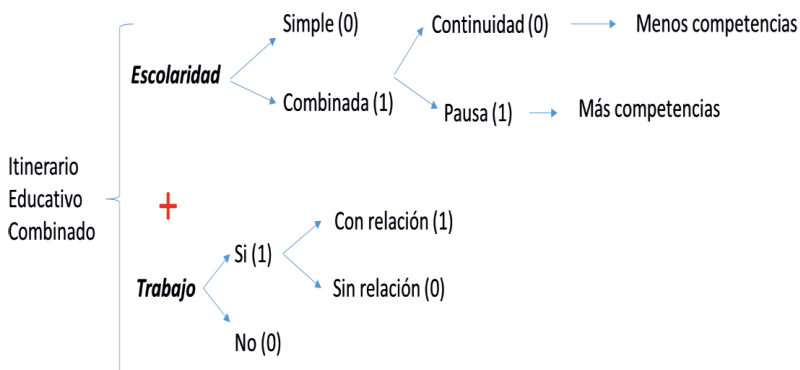 Simple (0)
Continuidad (0)
Menos competencias
Escolaridad
Combinada (1)
Pausa (1)
Más competencias
Itinerario
Educativo
Combinado
+
Con relación (1)
Si (1)
Trabajo
Sin relación (0)
No (0)